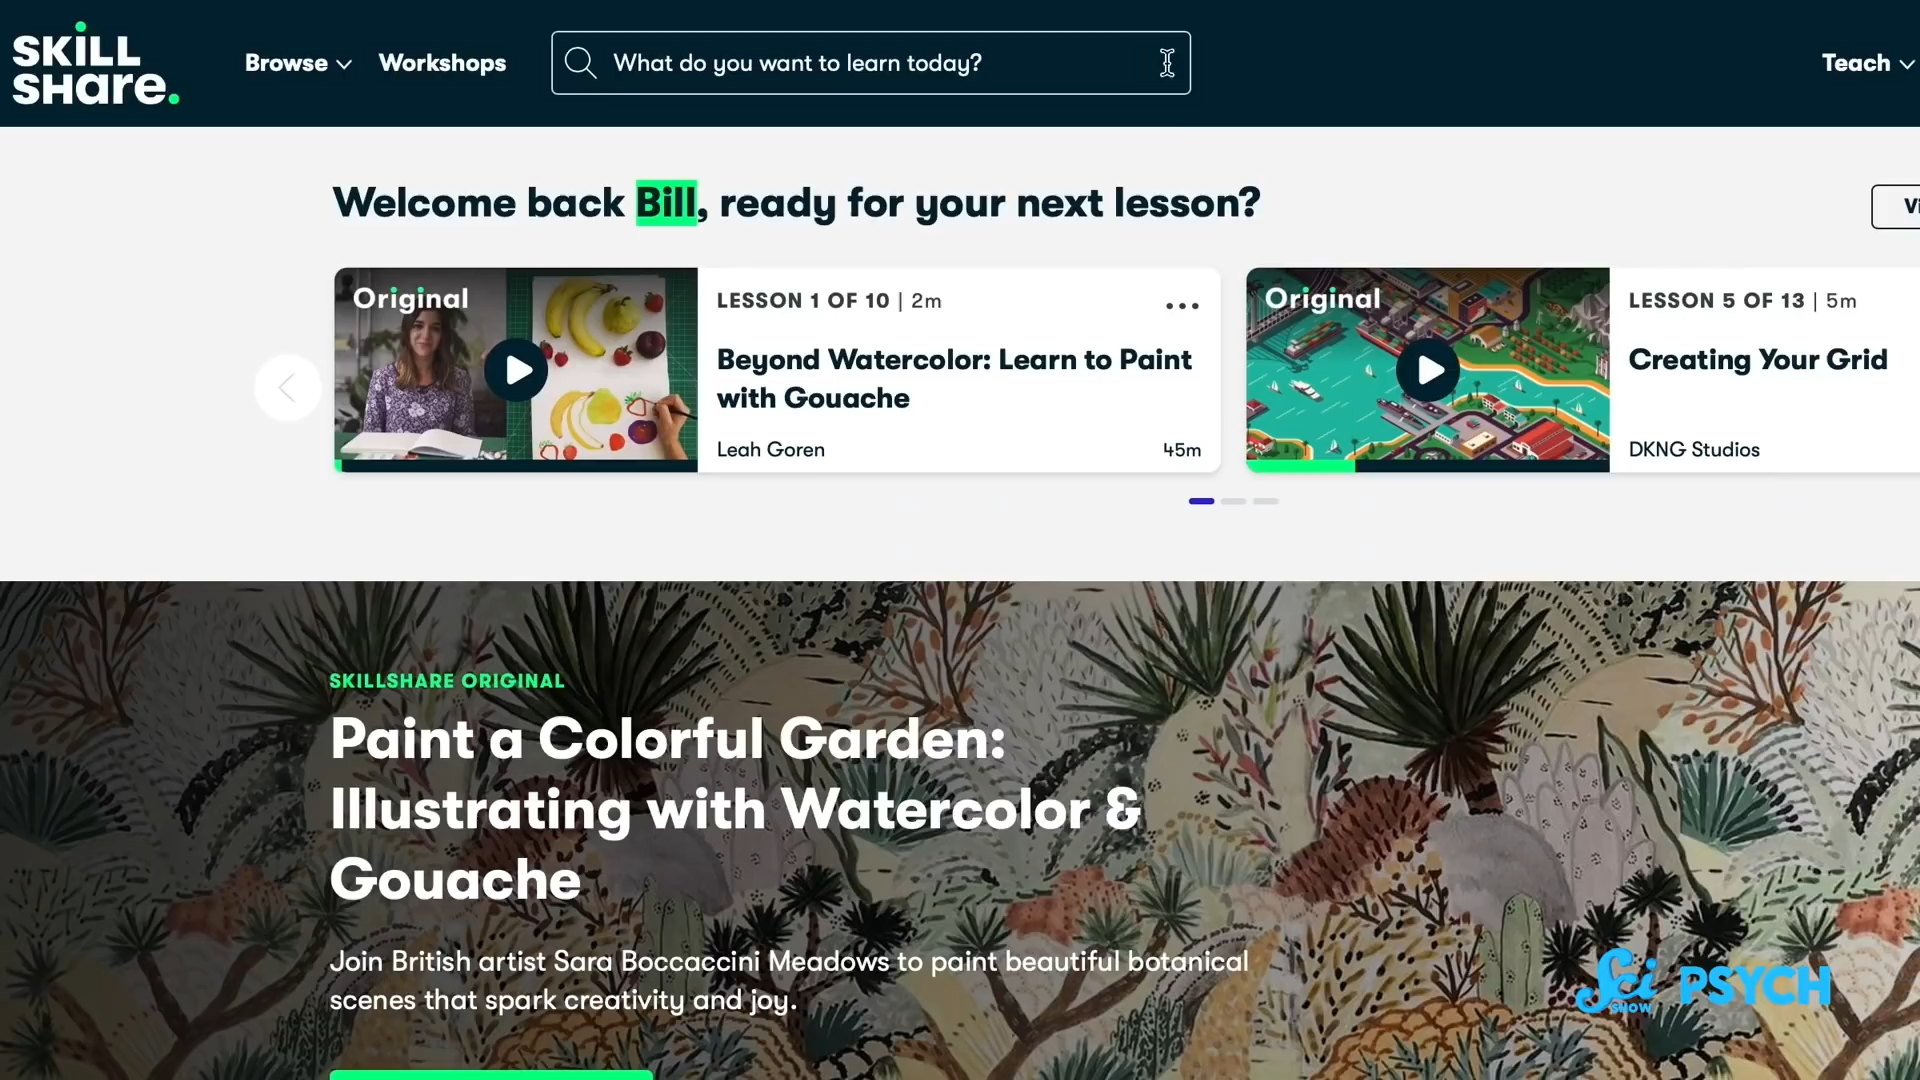 SKILL
SHARE.
Browse
Workshops
What do you want to learn today?
Teach
Welcome back Bill, ready for your next lesson?
Vi
Original
LESSON 1 OF 10 | 2m
Beyond Watercolor: Learn to Paint
with Gouache
Leah Goren
45m
Original
LESSON 5 OF 13 | 5m
Creating Your Grid
DKNG Studios
SKILLSHARE ORIGINAL
Paint a Colorful Garden:
Illustrating with Watercolor &
Gouache
Join British artist Sara Boccaccini Meadows to paint beautiful botanical
scenes that spark creativity and joy.
Sci SHOW PSYCH